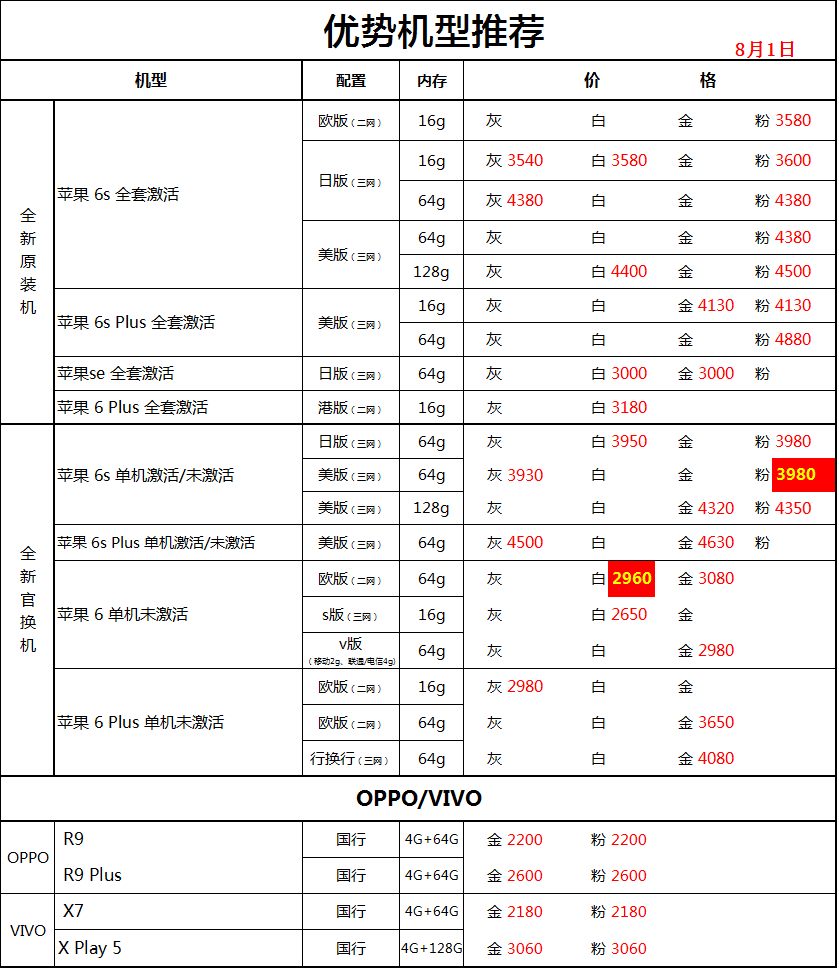 优势机型推荐
8月1日
机型 配置 内存 价 格
全新原装机
苹果 6s 全套激活
欧版(二网) 16g 灰 白 金 粉 3580
日版(三网) 16g 灰 3540 白 3580 金 粉 3600
64g 灰 4380 白 金 粉 4380
美版(三网) 64g 灰 白 金 粉 4380
128g 灰 白 4400 金 粉 4500
苹果 6s Plus 全套激活 美版(三网) 16g 灰 白 金 4130 粉 4130
64g 灰 白 金 粉 4880
苹果se 全套激活 日版(三网) 64g 灰 白 3000 金 3000 粉
苹果 6 Plus 全套激活 港版(二网) 16g 灰 白 3180
全新官换机
苹果 6s 单机激活/未激活
日版(三网) 64g 灰 白 3950 金 粉 3980
美版(三网) 64g 灰 3930 白 金 粉 3980
美版(三网) 128g 灰 白 金 4320 粉 4350
苹果 6s Plus 单机激活/未激活 美版(三网) 64g 灰 4500 白 金 4630 粉
苹果 6 单机未激活
欧版(二网) 64g 灰 白 2960 金 3080
s版(三网) 16g 灰 白 2650 金
v版
(移动2g、联通/电信4g) 64g 灰 白 金 2980
苹果 6 Plus 单机未激活
欧版(二网) 16g 灰 2980 白 金
欧版(二网) 64g 灰 白 金 3650
行换行(三网) 64g 灰 白 金 4080
OPPO/VIVO
OPPO
R9 国行 4G+64G 金 2200 粉 2200
R9 Plus 国行 4G+64G 金 2600 粉 2600
VIVO
X7 国行 4G+64G 金 2180 粉 2180
X Play 5 国行 4G+128G 金 3060 粉 3060